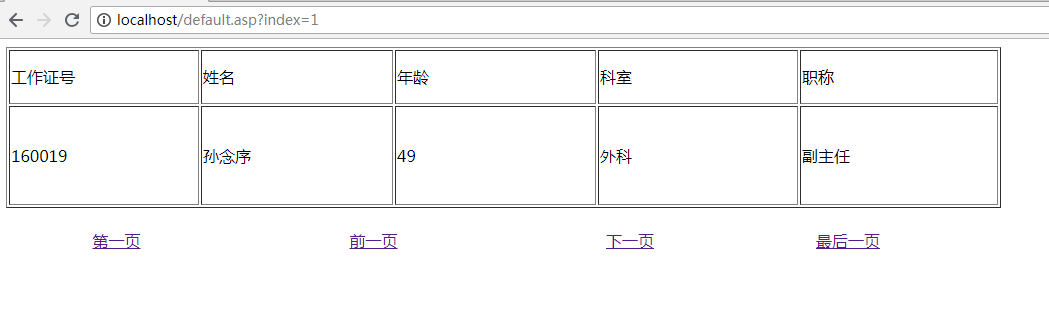 localhost/default.asp?index=1
工作证号 姓名 年龄 科室 职称
160019 孙念序 49 外科 副主任
第一页 前一页 下一页 最后一页